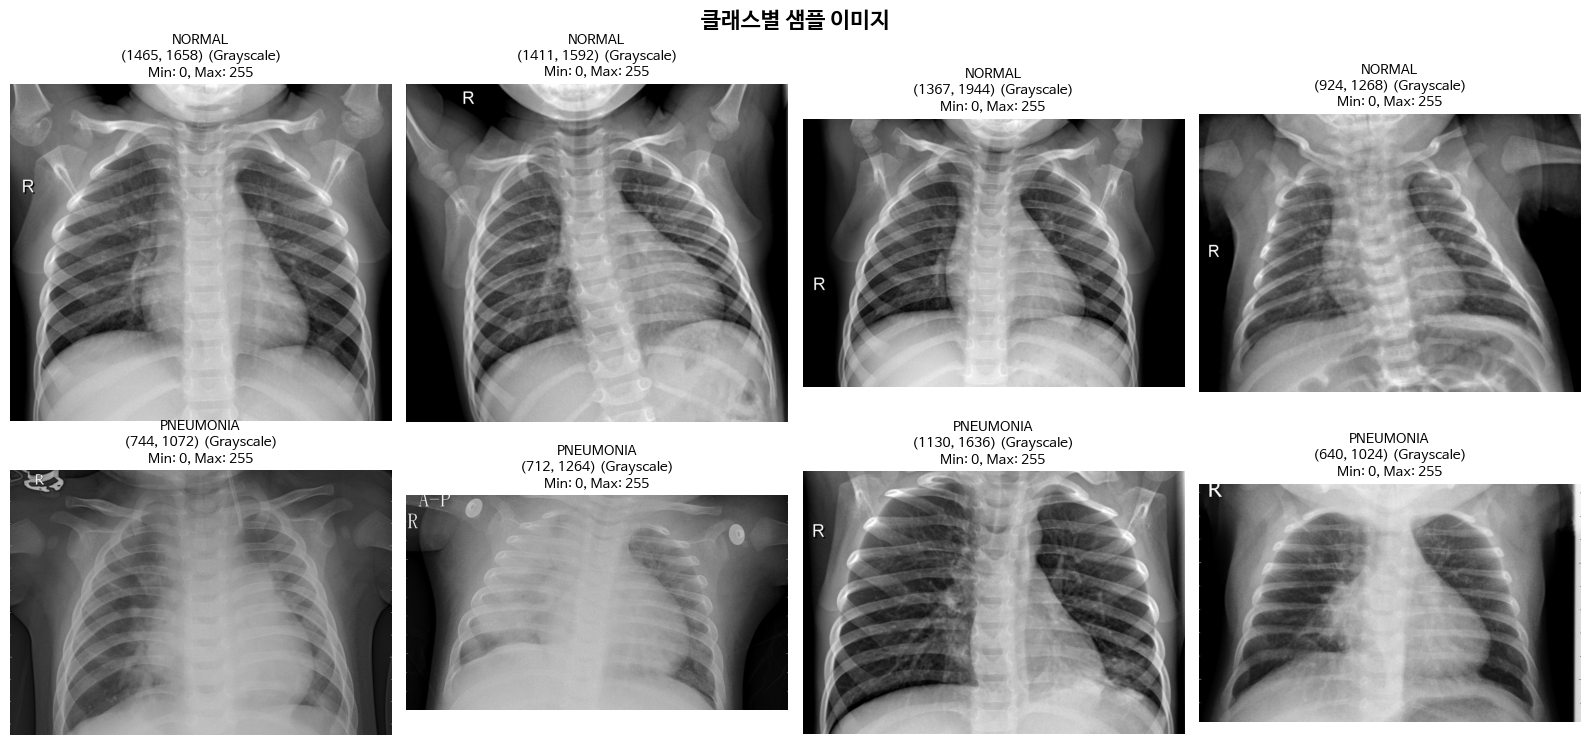 클래스별 샘플 이미지
NORMAL
(1465, 1658) (Grayscale)
Min: 0, Max: 255
R
NORMAL
(1411, 1592) (Grayscale)
Min: 0, Max: 255
R
NORMAL
(1367, 1944) (Grayscale)
Min: 0, Max: 255
R
NORMAL
(924, 1268) (Grayscale)
Min: 0, Max: 255
R
PNEUMONIA
(744, 1072) (Grayscale)
Min: 0, Max: 255
R
PNEUMONIA
(712, 1264) (Grayscale)
Min: 0, Max: 255
A-P
R
PNEUMONIA
(1130, 1636) (Grayscale)
Min: 0, Max: 255
R
PNEUMONIA
(640, 1024) (Grayscale)
Min: 0, Max: 255
R